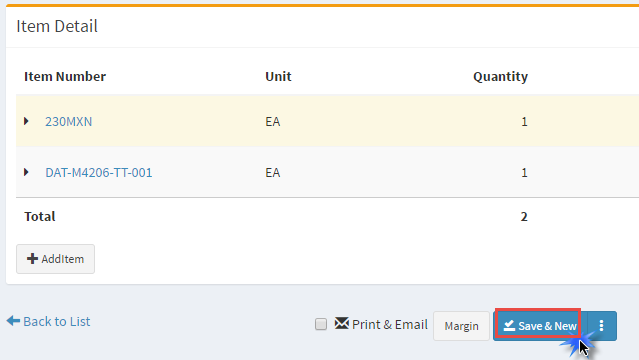 Item Detail
Item Number Unit Quantity
230MXN EA 1
DAT-M4206-TT-001 EA 1
Total 2
AddItem
Back to List Print & Email Margin Save & New